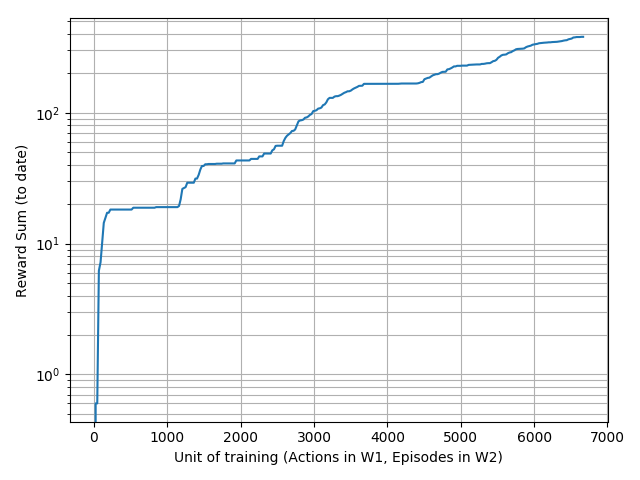 Reward Sum (to date)
10²
10¹
10⁰
0 1000 2000 3000 4000 5000 6000 7000
Unit of training (Actions in W1, Episodes in W2)